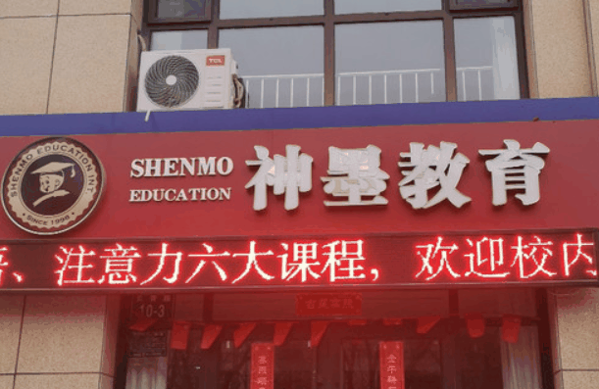 TCL
SHENMO EDUCATION INT.
SINCE 1998
SHENMO
EDUCATION
神墨教育
语、注意力六大课程，欢迎校内
10-3